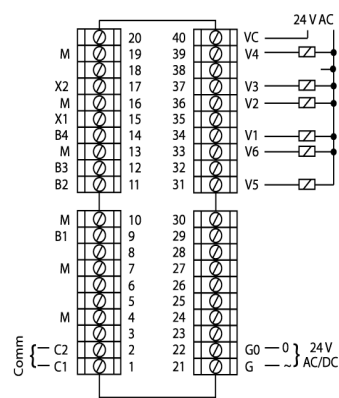 24 V AC
20 40 VC
M 19 39 V4
18 38
X2 17 37 V3
M 16 36 V2
X1 15 35
B4 14 34 V1
M 13 33 V6
B3 12 32
B2 11 31 V5
M 10 30
B1 9 29
8 28
M 7 27
6 26
5 25
M 4 24
3 23
Comm { C2 2 22 G0 0 } 24 V
C1 1 21 G ~ AC/DC